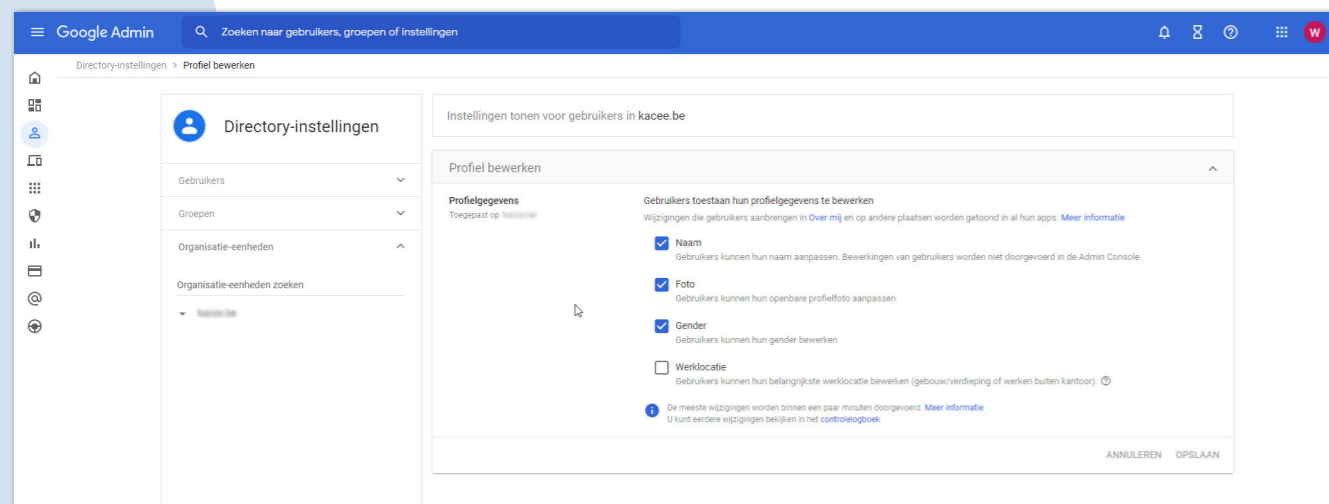 Google Admin
Zoeken naar gebruikers, groepen of instellingen
W
Directory-instellingen > Profiel bewerken
Directory-instellingen
Gebruikers
Groepen
Organisatie-eenheden
Organisatie-eenheden zoeken
Instellingen tonen voor gebruikers in kacee.be
Profiel bewerken
Profielgegevens
Toegepast op
Gebruikers toestaan hun profielgegevens te bewerken
Wijzigingen die gebruikers aanbrengen in Over mij en op andere plaatsen worden getoond in al hun apps. Meer informatie
Naam
Gebruikers kunnen hun naam aanpassen. Bewerkingen van gebruikers worden niet doorgevoerd in de Admin Console.
Foto
Gebruikers kunnen hun openbare profielfoto aanpassen
Gender
Gebruikers kunnen hun gender bewerken
Werklocatie
Gebruikers kunnen hun belangrijkste werklocatie bewerken (gebouw/verdieping of werken buiten kantoor).
De meeste wijzigingen worden binnen een paar minuten doorgevoerd. Meer informatie
U kunt eerdere wijzigingen bekijken in het controlelogboek
ANNULEREN OPSLAAN